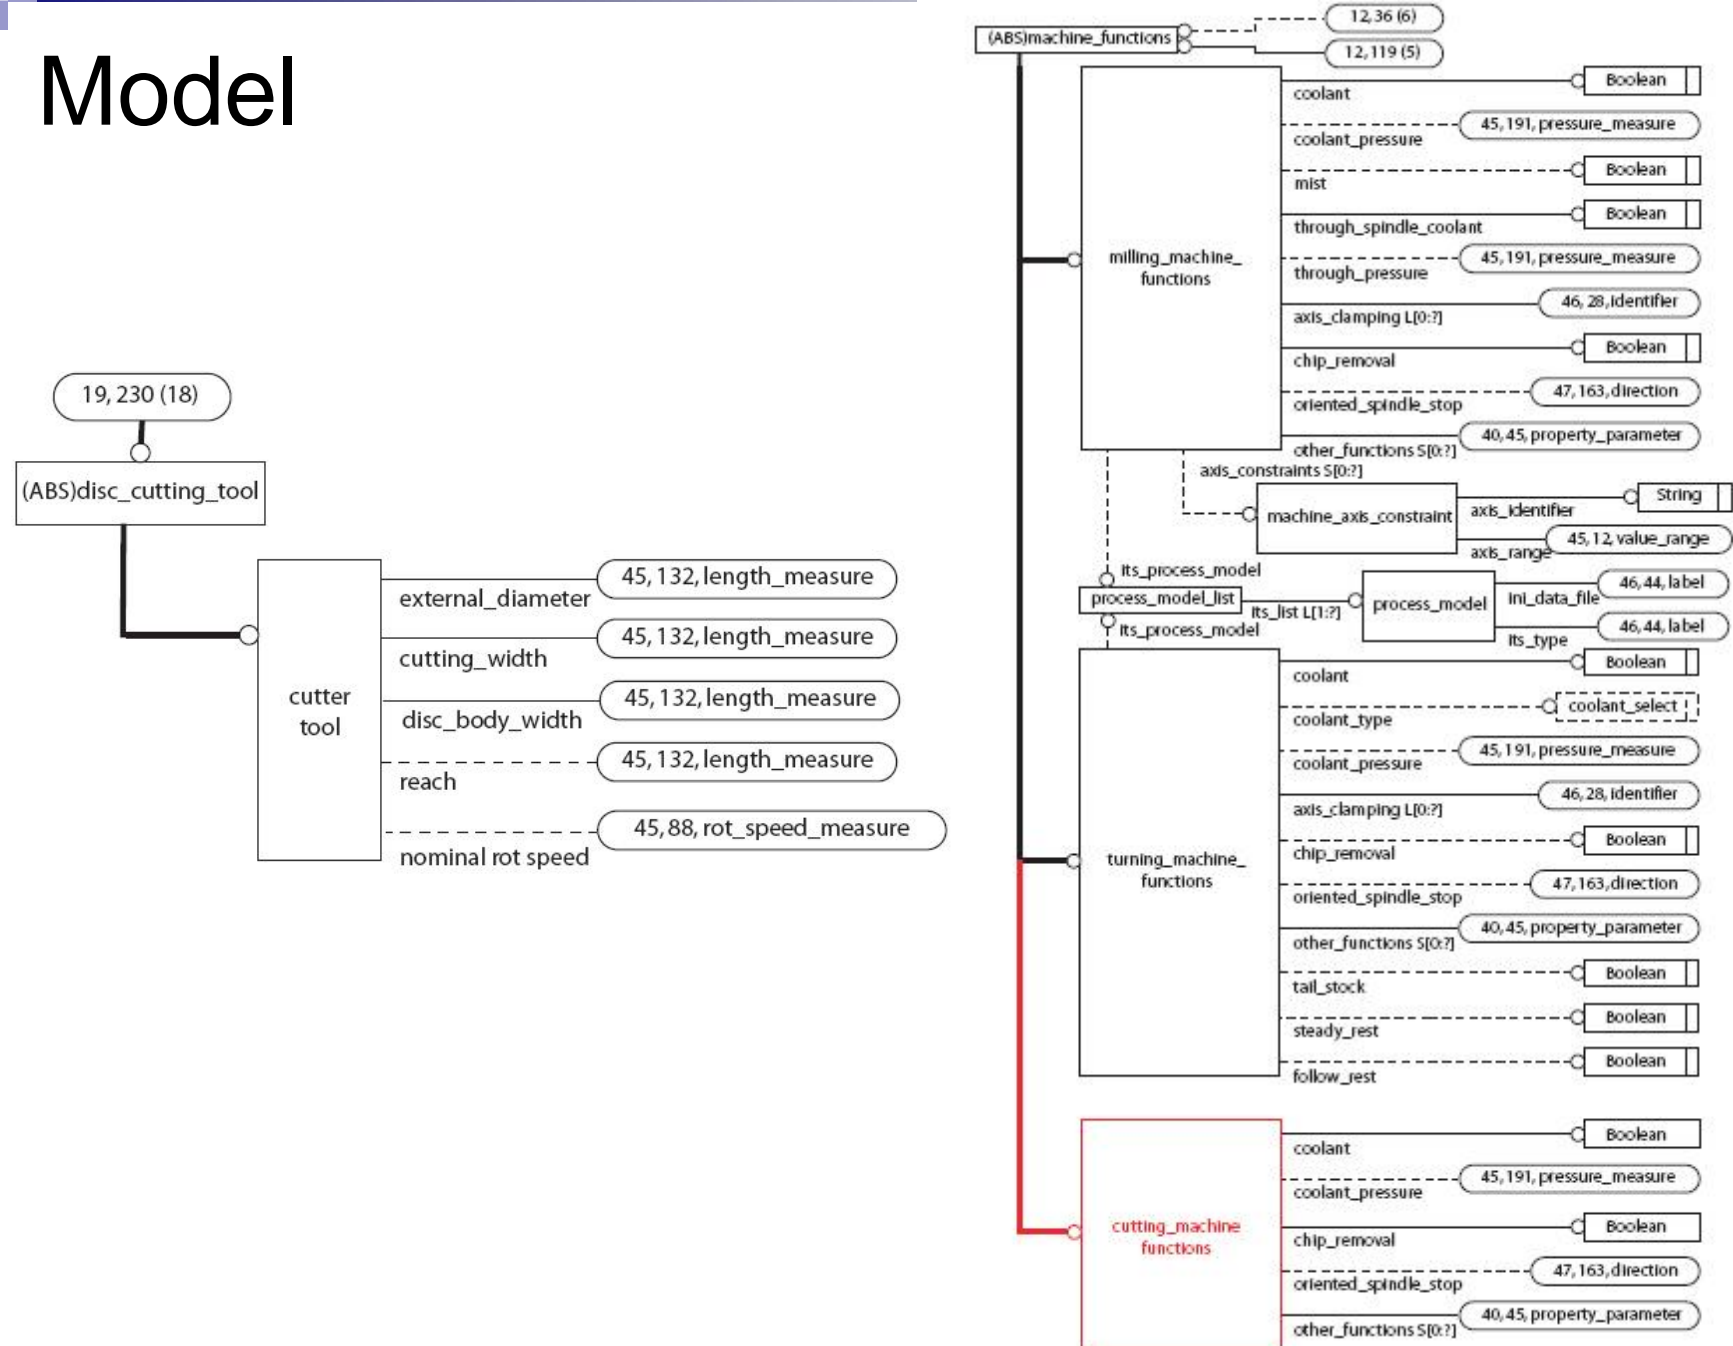 Model
19, 230 (18)
(ABS)disc_cutting_tool
cutter
tool
external_diameter
45, 132, length_measure
cutting_width
45, 132, length_measure
disc_body_width
45, 132, length_measure
reach
45, 132, length_measure
nominal rot speed
45, 88, rot_speed_measure
(ABS)machine_functions
12, 36 (6)
12, 119 (5)
milling_machine_
functions
coolant
Boolean
coolant_pressure
45, 191, pressure_measure
mist
Boolean
through_spindle_coolant
Boolean
through_pressure
45, 191, pressure_measure
axis_clamping L[0:?]
46, 28, identifier
chip_removal
Boolean
oriented_spindle_stop
47, 163, direction
other_functions S[0:?]
40, 45, property_parameter
axis_constraints S[0:?]
machine_axis_constraint
axis_identifier
String
axis_range
45, 12, value_range
its_process_model
process_model_list
its_list L[1:?]
process_model
ini_data_file
46, 44, label
its_type
46, 44, label
its_process_model
turning_machine_
functions
coolant
Boolean
coolant_type
coolant_select
coolant_pressure
45, 191, pressure_measure
axis_clamping L[0:?]
46, 28, identifier
chip_removal
Boolean
oriented_spindle_stop
47, 163, direction
other_functions S[0:?]
40, 45, property_parameter
tail_stock
Boolean
steady_rest
Boolean
follow_rest
Boolean
cutting_machine
functions
coolant
Boolean
coolant_pressure
45, 191, pressure_measure
chip_removal
Boolean
oriented_spindle_stop
47, 163, direction
other_functions S[0:?]
40, 45, property_parameter